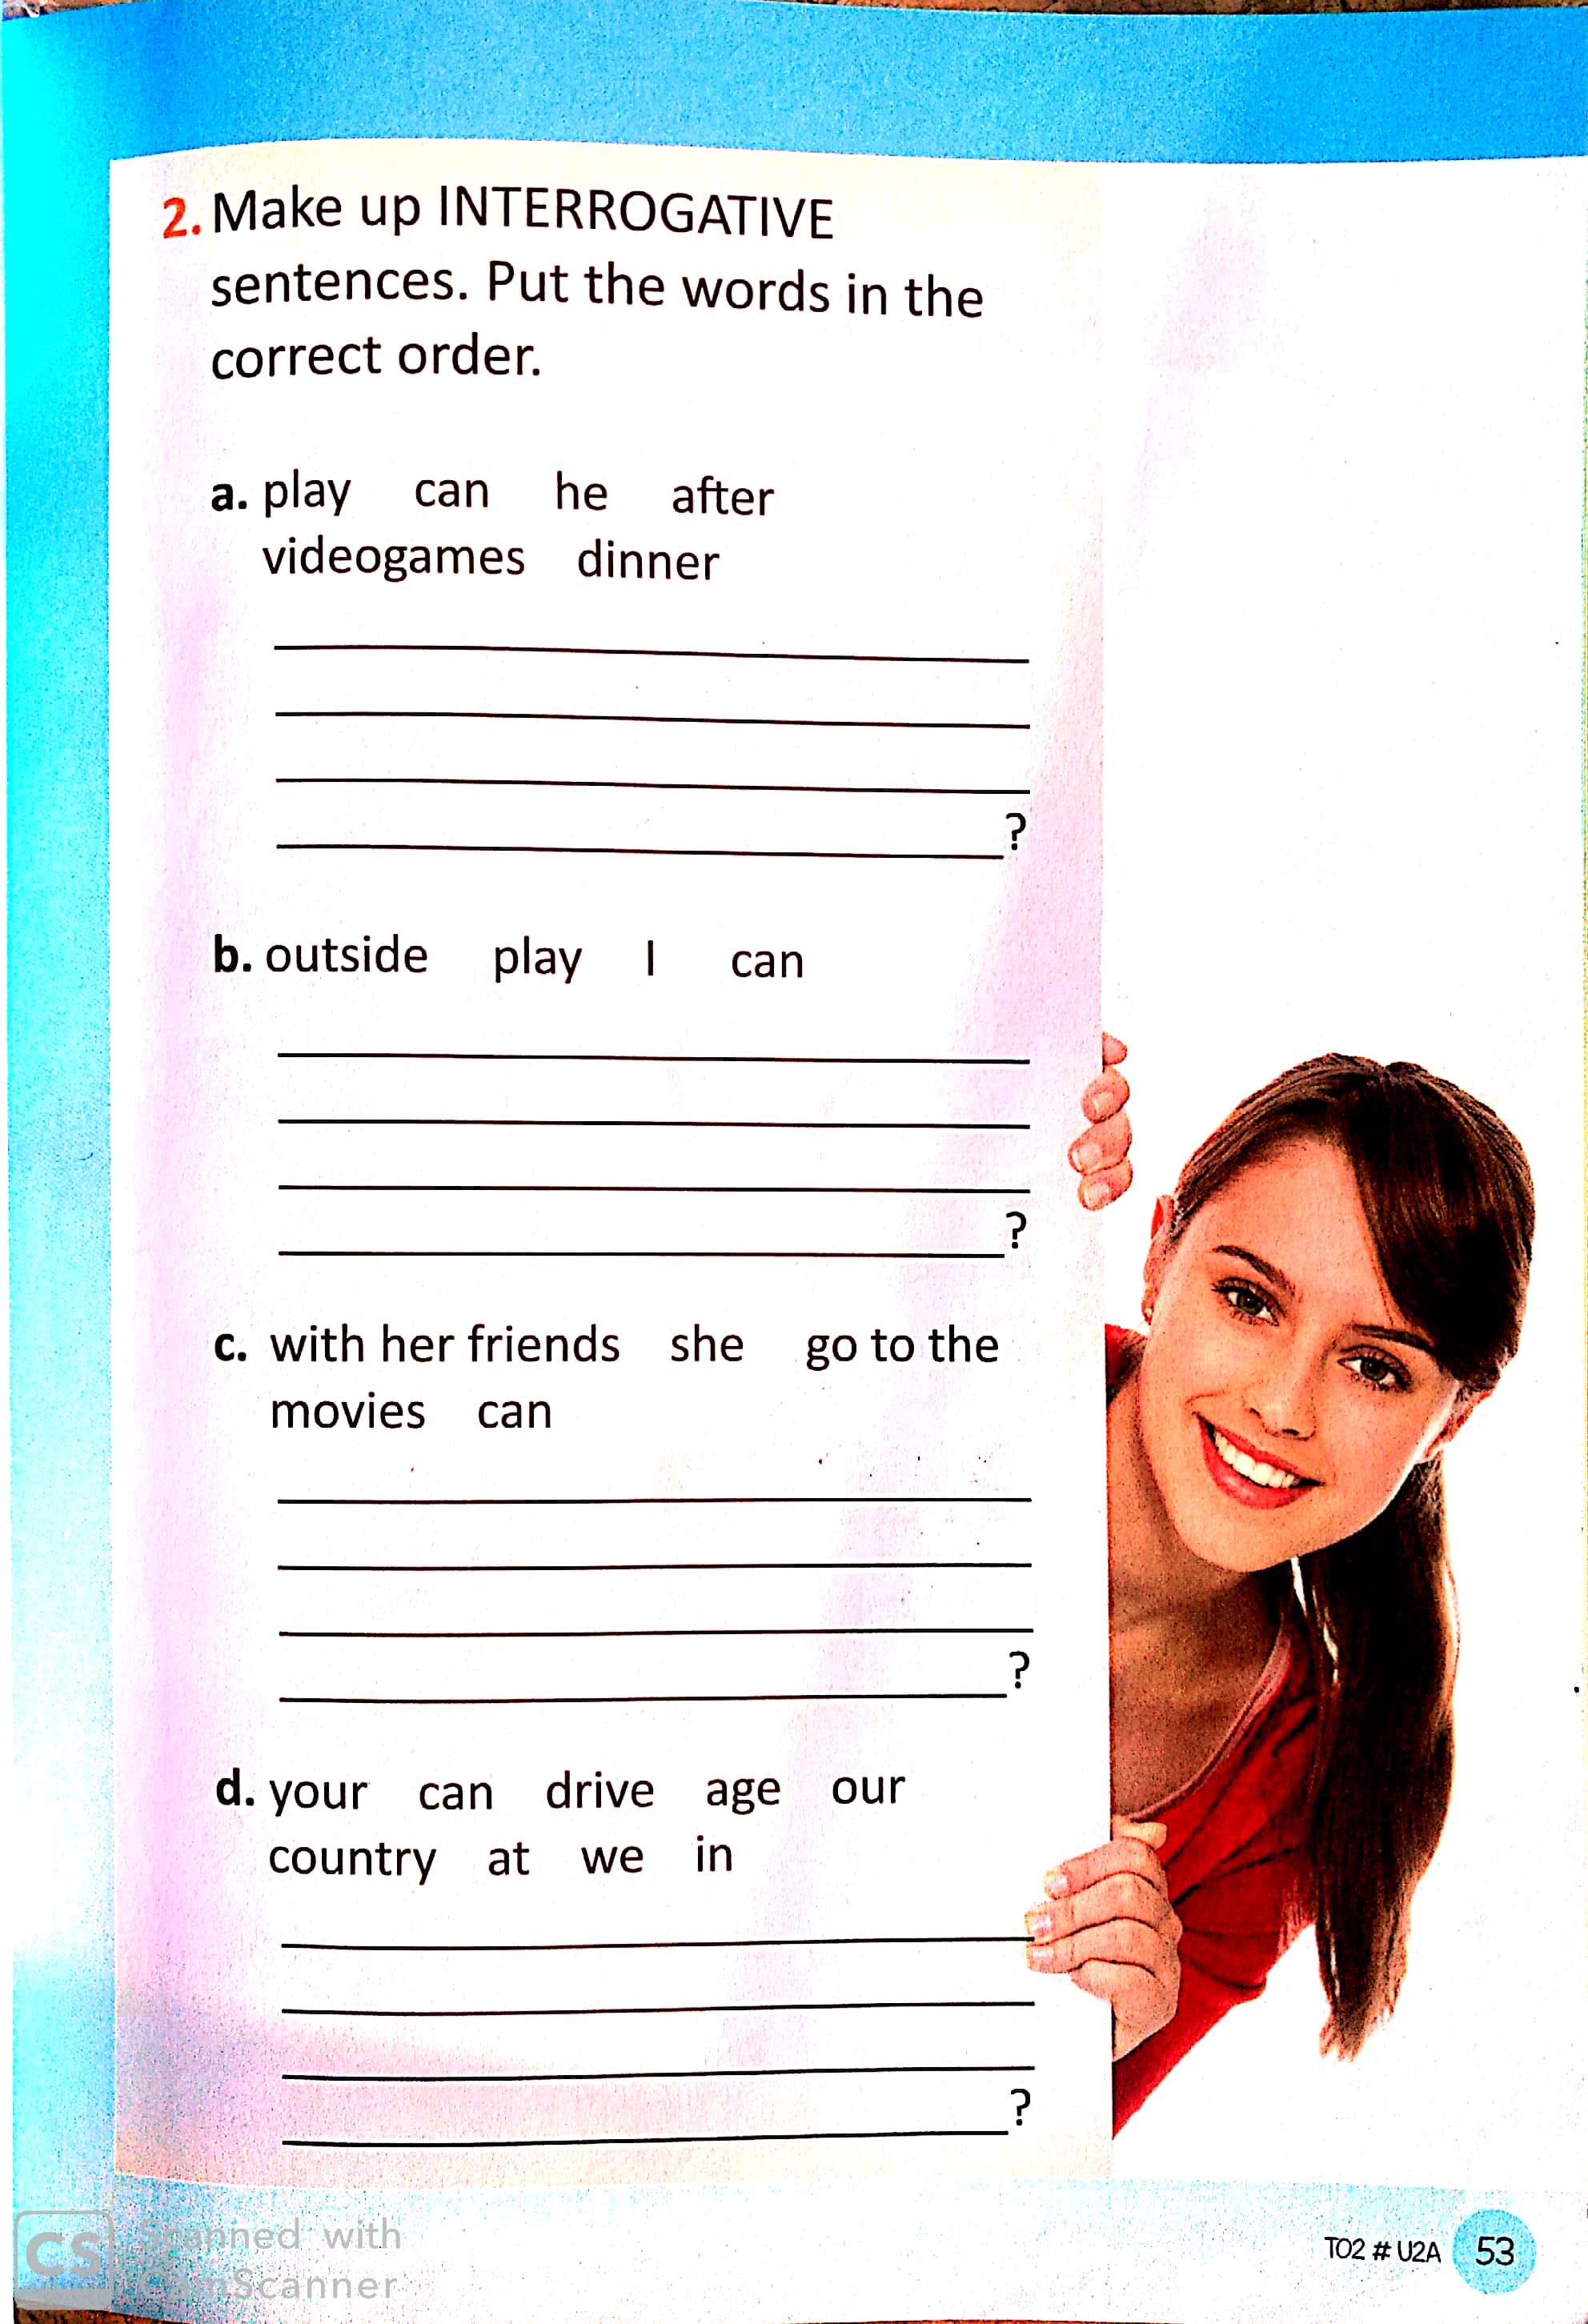 2. Make up INTERROGATIVE
sentences. Put the words in the
correct order.
a. play can he after
videogames dinner
?
b. outside play I can
?
c. with her friends she go to the
movies can
?
d. your can drive age our
country at we in
?
CS Scanned with
CamScanner
TO2 # U2A 53